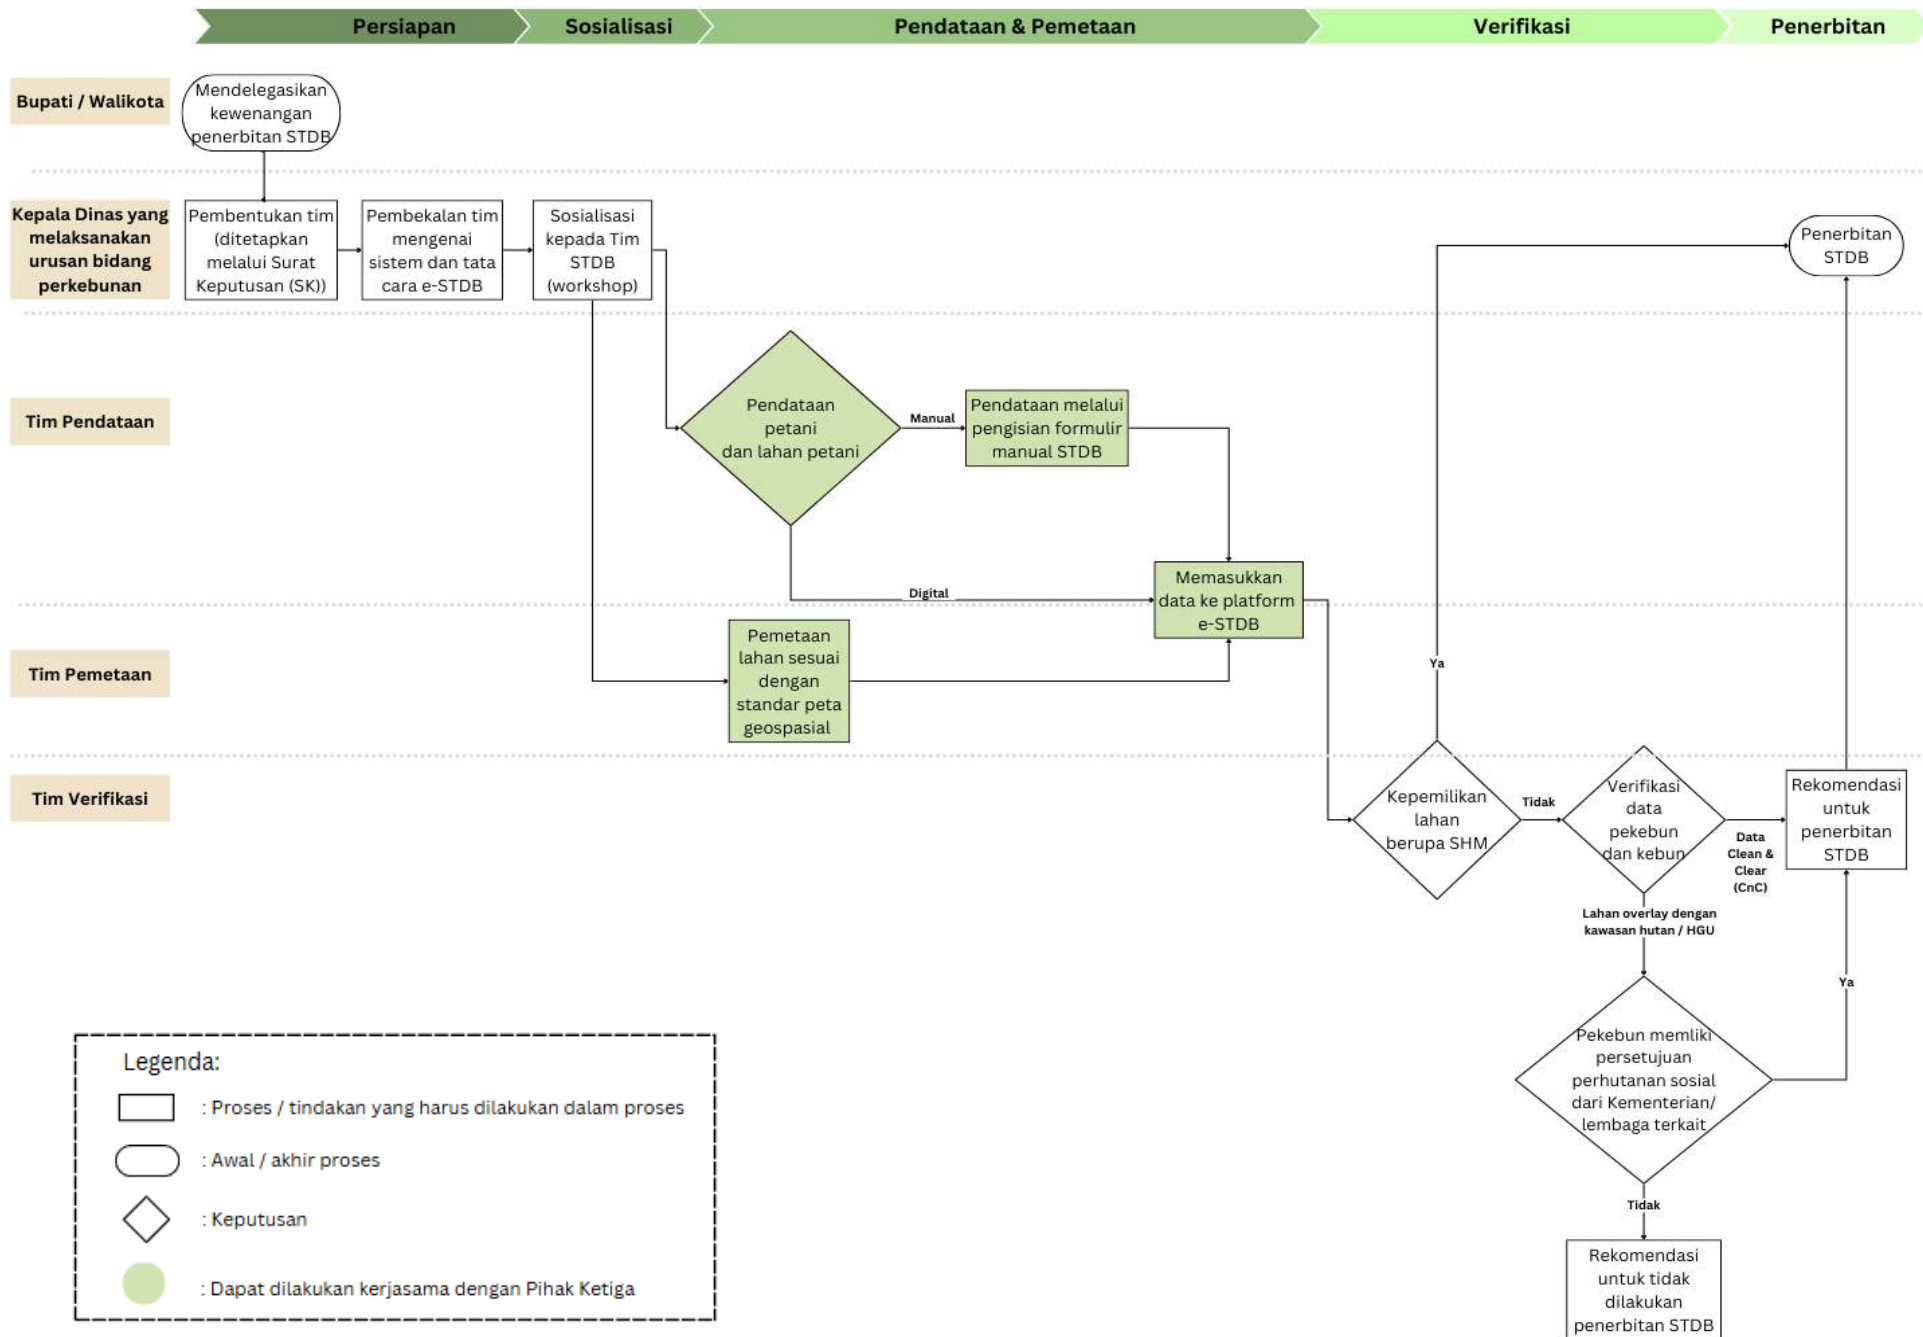 Persiapan
Sosialisasi
Pendataan & Pemetaan
Verifikasi
Penerbitan
Bupati / Walikota
Mendelegasikan
kewenangan
penerbitan STDB
Kepala Dinas yang
melaksanakan
urusan bidang
perkebunan
Pembentukan tim
(ditetapkan
melalui Surat
Keputusan (SK))
Pembekalan tim
mengenai
sistem dan tata
cara e-STDB
Sosialisasi
kepada Tim
STDB
(workshop)
Penerbitan
STDB
Tim Pendataan
Pendataan
petani
dan lahan petani
Manual
Pendataan melalui
pengisian formulir
manual STDB
Digital
Memasukkan
data ke platform
e-STDB
Tim Pemetaan
Pemetaan
lahan sesuai
dengan
standar peta
geospasial
Ya
Tim Verifikasi
Kepemilikan
lahan
berupa SHM
Tidak
Verifikasi
data
pekebun
dan kebun
Data
Clean &
Clear
(CnC)
Rekomendasi
untuk
penerbitan
STDB
Lahan overlay dengan
kawasan hutan / HGU
Ya
Pekebun memliki
persetujuan
perhutanan sosial
dari Kementerian/
lembaga terkait
Tidak
Rekomendasi
untuk tidak
dilakukan
penerbitan STDB
Legenda:
: Proses / tindakan yang harus dilakukan dalam proses
: Awal / akhir proses
: Keputusan
: Dapat dilakukan kerjasama dengan Pihak Ketiga